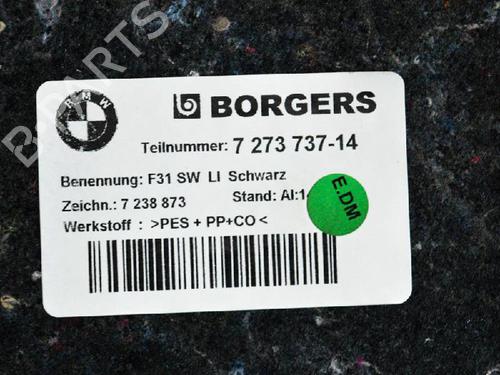 BMW
BORGERS
Teilnummer: 7 273 737-14
Benennung: F31 SW LI Schwarz
Zeichn.: 7 238 873 Stand: AI:1
E.DM
Werkstoff : >PES + PP+CO<
B-PARTS